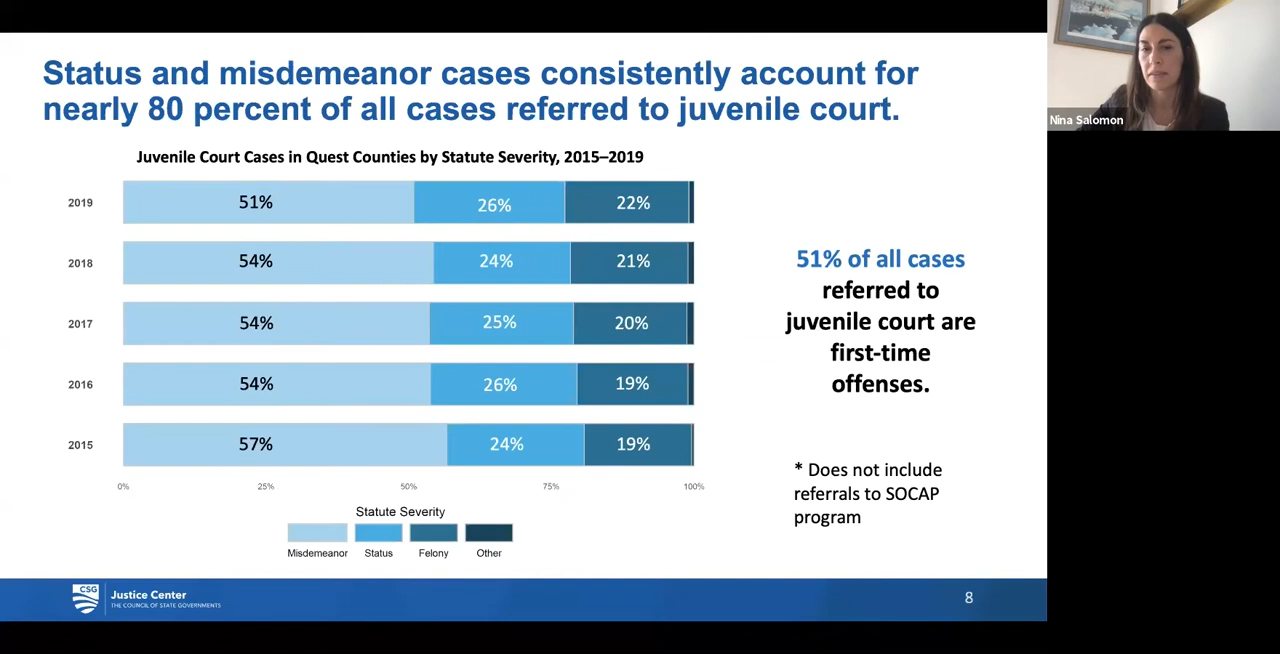 Status and misdemeanor cases consistently account for
nearly 80 percent of all cases referred to juvenile court.
Nina Salomon
Juvenile Court Cases in Quest Counties by Statute Severity, 2015–2019
2019 51% 26% 22%
2018 54% 24% 21%
2017 54% 25% 20%
2016 54% 26% 19%
2015 57% 24% 19%
0% 25% 50% 75% 100%
Statute Severity
Misdemeanor Status Felony Other
51% of all cases
referred to
juvenile court are
first-time
offenses.
* Does not include
referrals to SOCAP
program
CSG
Justice Center
THE COUNCIL OF STATE GOVERNMENTS
8